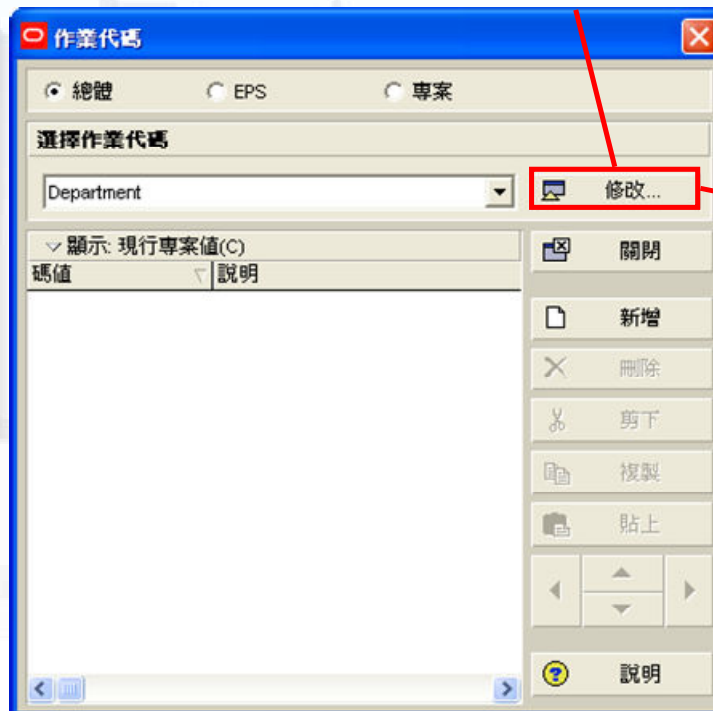 作業代碼
總體 EPS 專案
選擇作業代碼
Department 修改...
顯示: 現行專案值(C) 關閉
碼值 說明
新增
刪除
剪下
複製
貼上
說明